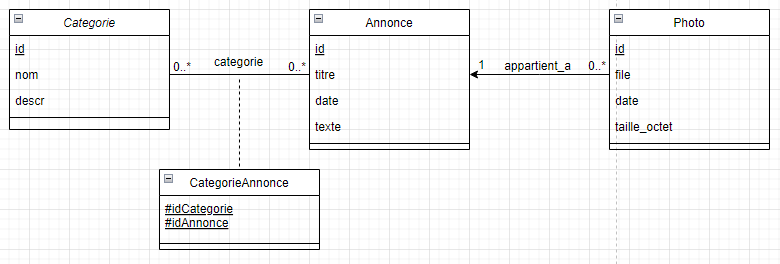 Categorie
id
nom
descr
0..*
categorie
0..*
Annonce
id
titre
date
texte
1
appartient_a
0..*
Photo
id
file
date
taille_octet
CategorieAnnonce
#idCategorie
#idAnnonce